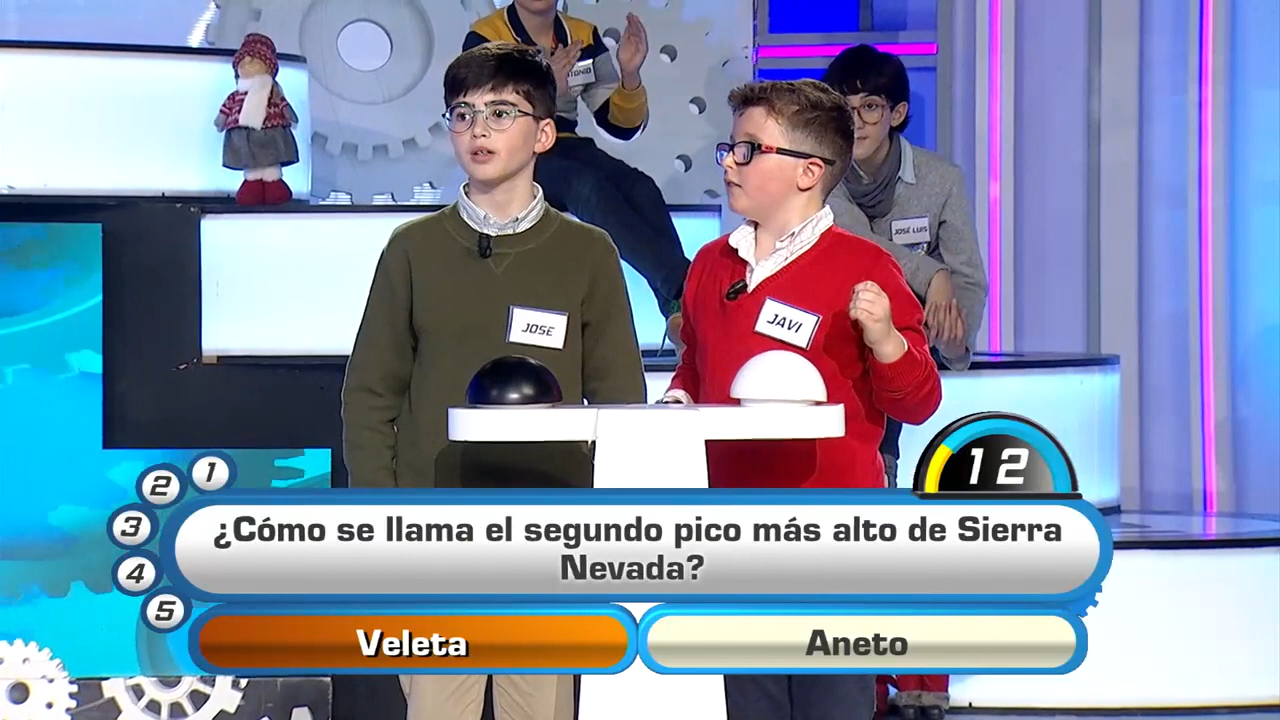 TONIO
JOSÉ LUIS
JOSE
JAVI
12
1
2
3
4
5
¿Cómo se llama el segundo pico más alto de Sierra
Nevada?
Veleta
Aneto